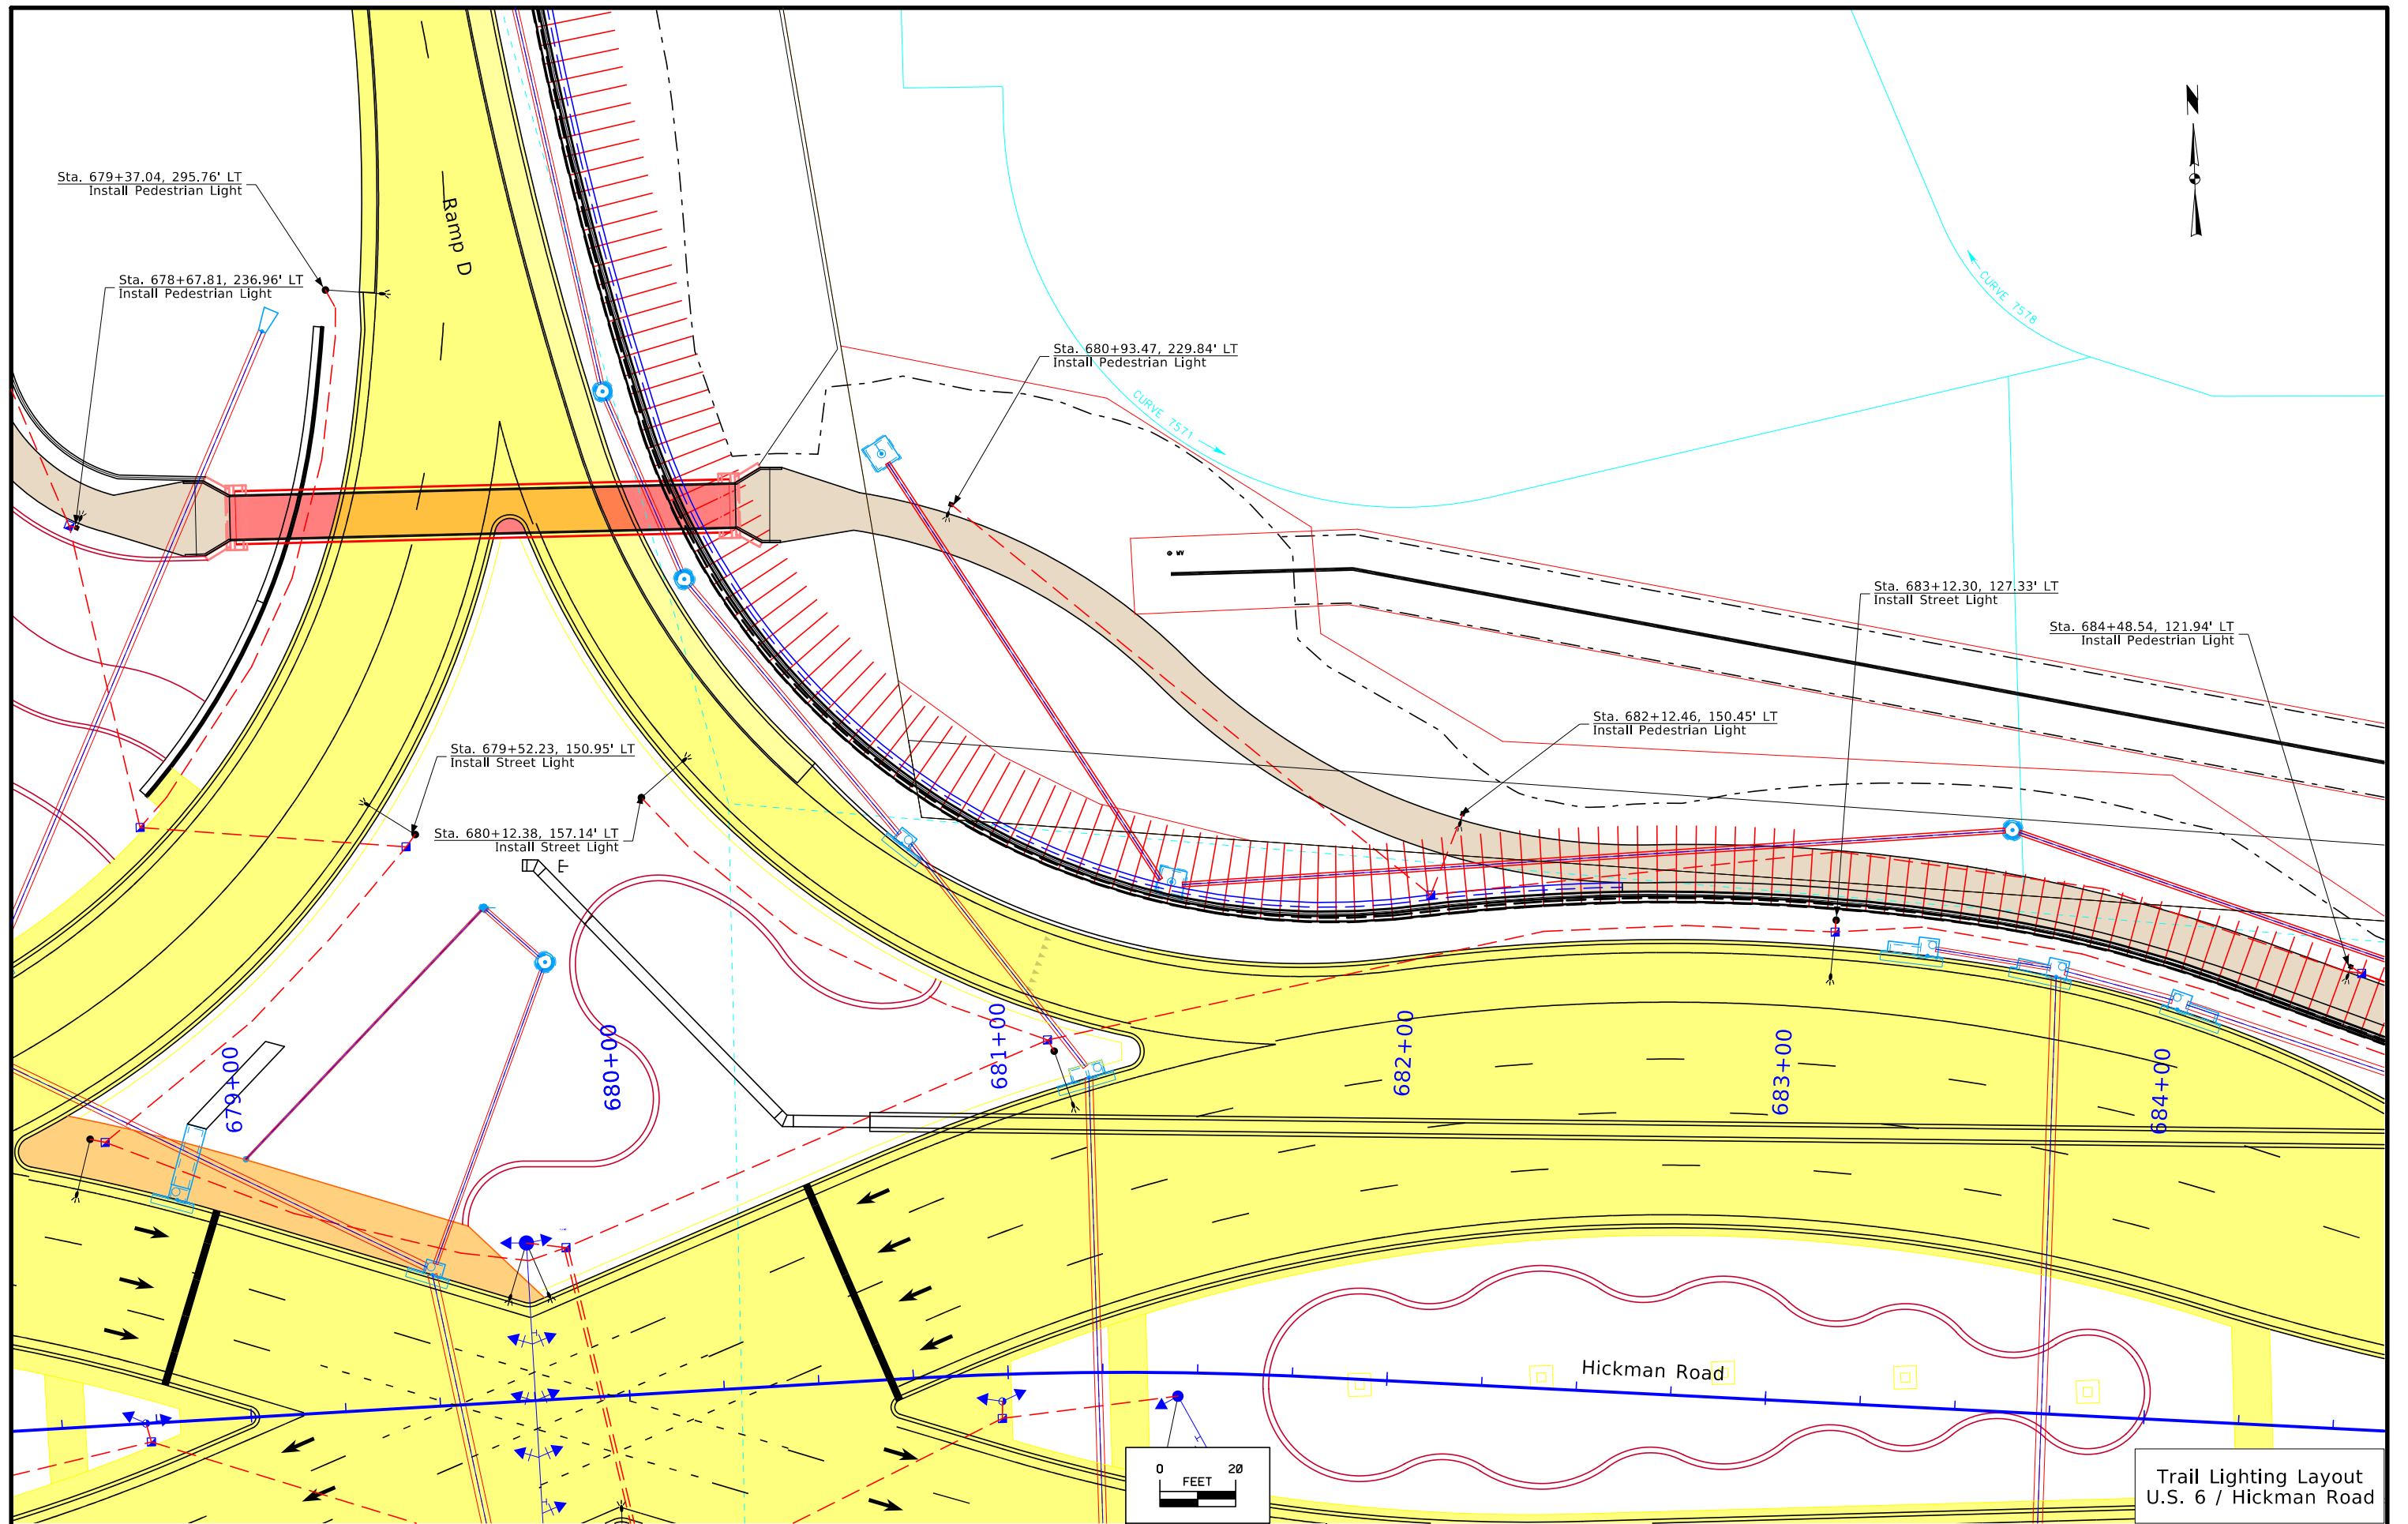 N
Sta. 679+37.04, 295.76' LT
Install Pedestrian Light
Ramp D
Sta. 678+67.81, 236.96' LT
Install Pedestrian Light
CURVE 7578
Sta. 680+93.47, 229.84' LT
Install Pedestrian Light
CURVE 7571
WV
Sta. 683+12.30, 127.33' LT
Install Street Light
Sta. 684+48.54, 121.94' LT
Install Pedestrian Light
Sta. 682+12.46, 150.45' LT
Install Pedestrian Light
Sta. 679+52.23, 150.95' LT
Install Street Light
Sta. 680+12.38, 157.14' LT
Install Street Light
679+00
680+00
681+00
682+00
683+00
684+00
Hickman Road
0 20
FEET
Trail Lighting Layout
U.S. 6 / Hickman Road